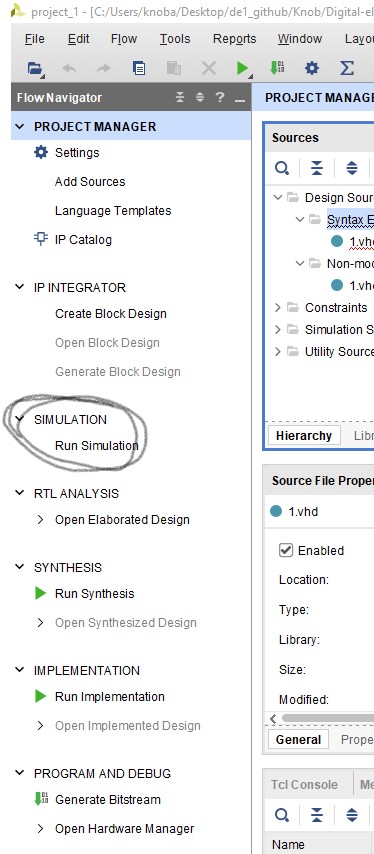 project_1 - [C:/Users/knoba/Desktop/de1_github/Knob/Digital-el
File Edit Flow Tools Reports Window Layou
Flow Navigator
PROJECT MANAGER
Settings
Add Sources
Language Templates
IP Catalog
IP INTEGRATOR
Create Block Design
Open Block Design
Generate Block Design
SIMULATION
Run Simulation
RTL ANALYSIS
Open Elaborated Design
SYNTHESIS
Run Synthesis
Open Synthesized Design
IMPLEMENTATION
Run Implementation
Open Implemented Design
PROGRAM AND DEBUG
Generate Bitstream
Open Hardware Manager
PROJECT MANAGE
Sources
Design Sour
Syntax E
1.vh
Non-mo
1.vh
Constraints
Simulation S
Utility Source
Hierarchy Libr
Source File Proper
1.vhd
Enabled
Location:
Type:
Library:
Size:
Modified:
General Prope
Tcl Console Me
Name